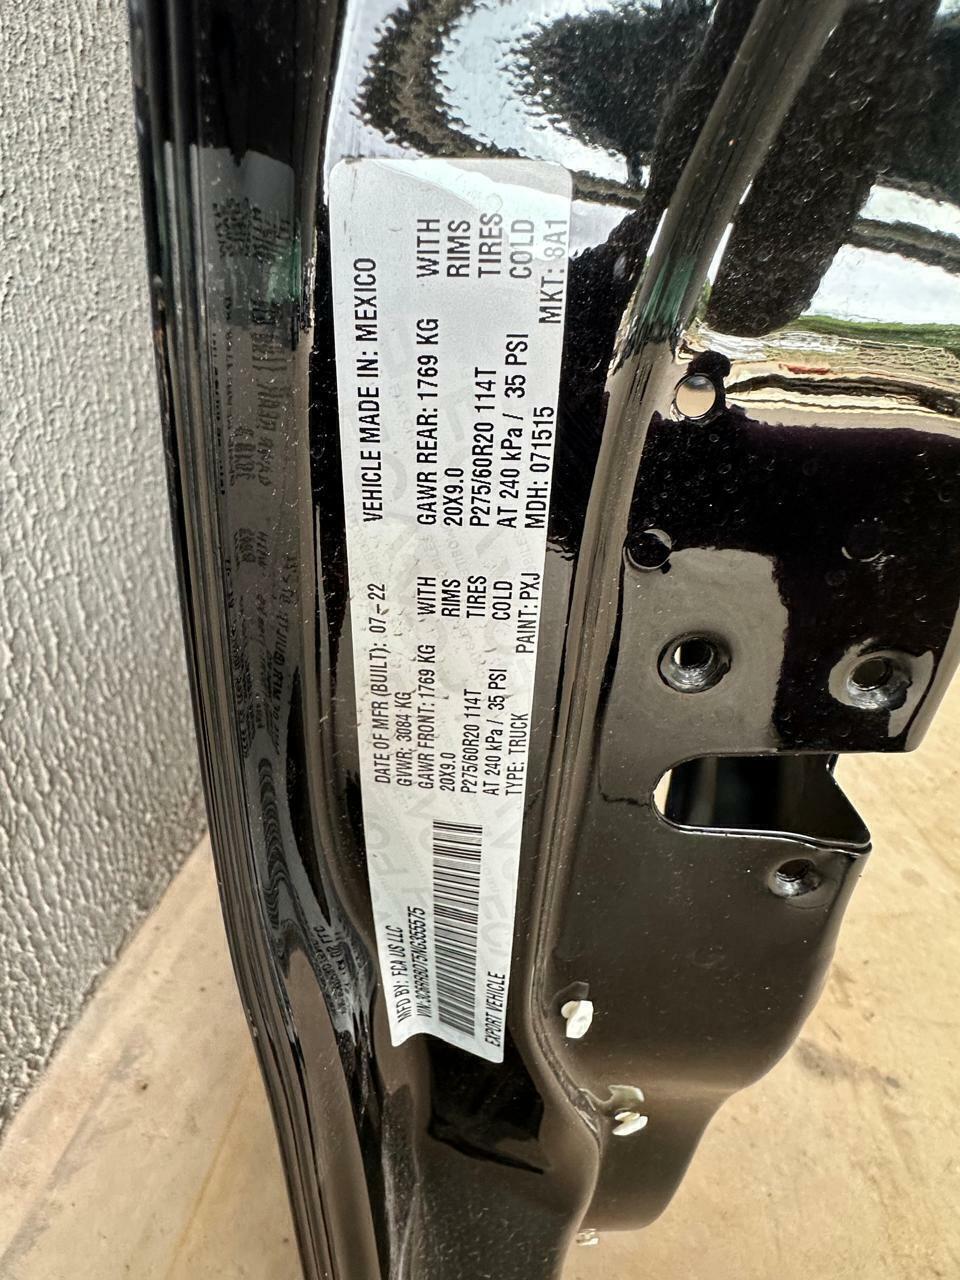 MFD BY: FCA US LLC
VIN:
EXPORT VEHICLE
DATE OF MFR (BUILT): 07-22
GVWR: 3084 KG
GAWR FRONT: 1769 KG WITH
20X9.0 RIMS
P275/60R20 114T TIRES
AT 240 kPa / 35 PSI COLD
TYPE: TRUCK PAINT: PXJ
VEHICLE MADE IN: MEXICO
GAWR REAR: 1769 KG WITH
20X9.0 RIMS
P275/60R20 114T TIRES
AT 240 kPa / 35 PSI COLD
MDH: 071515 MKT: 8A1